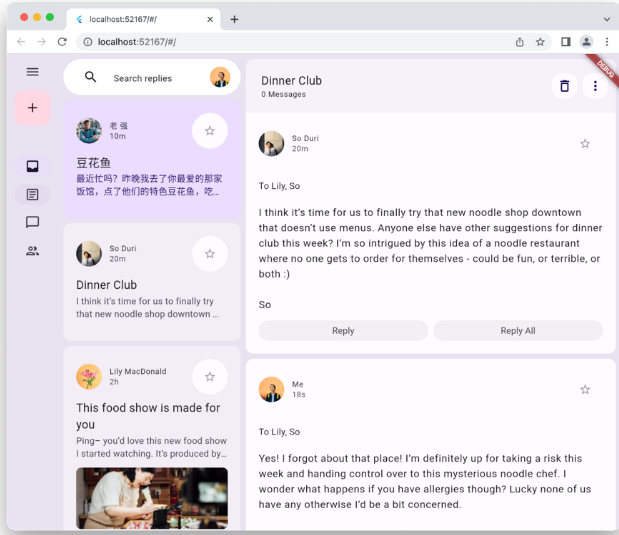 localhost:52167/#/
localhost:52167/#/
DEBUG
Search replies
老 强
10m
豆花鱼
最近忙吗？昨晚我去了你最爱的那家
饭馆，点了他们的特色豆花鱼，吃…
So Duri
20m
Dinner Club
I think it's time for us to finally try
that new noodle shop downtown …
Lily MacDonald
2h
This food show is made for
you
Ping– you'd love this new food show
I started watching. It's produced by…
Dinner Club
0 Messages
So Duri
20m
To Lily, So
I think it's time for us to finally try that new noodle shop downtown
that doesn't use menus. Anyone else have other suggestions for dinner
club this week? I'm so intrigued by this idea of a noodle restaurant
where no one gets to order for themselves - could be fun, or terrible, or
both :)
So
Reply
Reply All
Me
18s
To Lily, So
Yes! I forgot about that place! I'm definitely up for taking a risk this
week and handing control over to this mysterious noodle chef. I
wonder what happens if you have allergies though? Lucky none of us
have any otherwise I'd be a bit concerned.